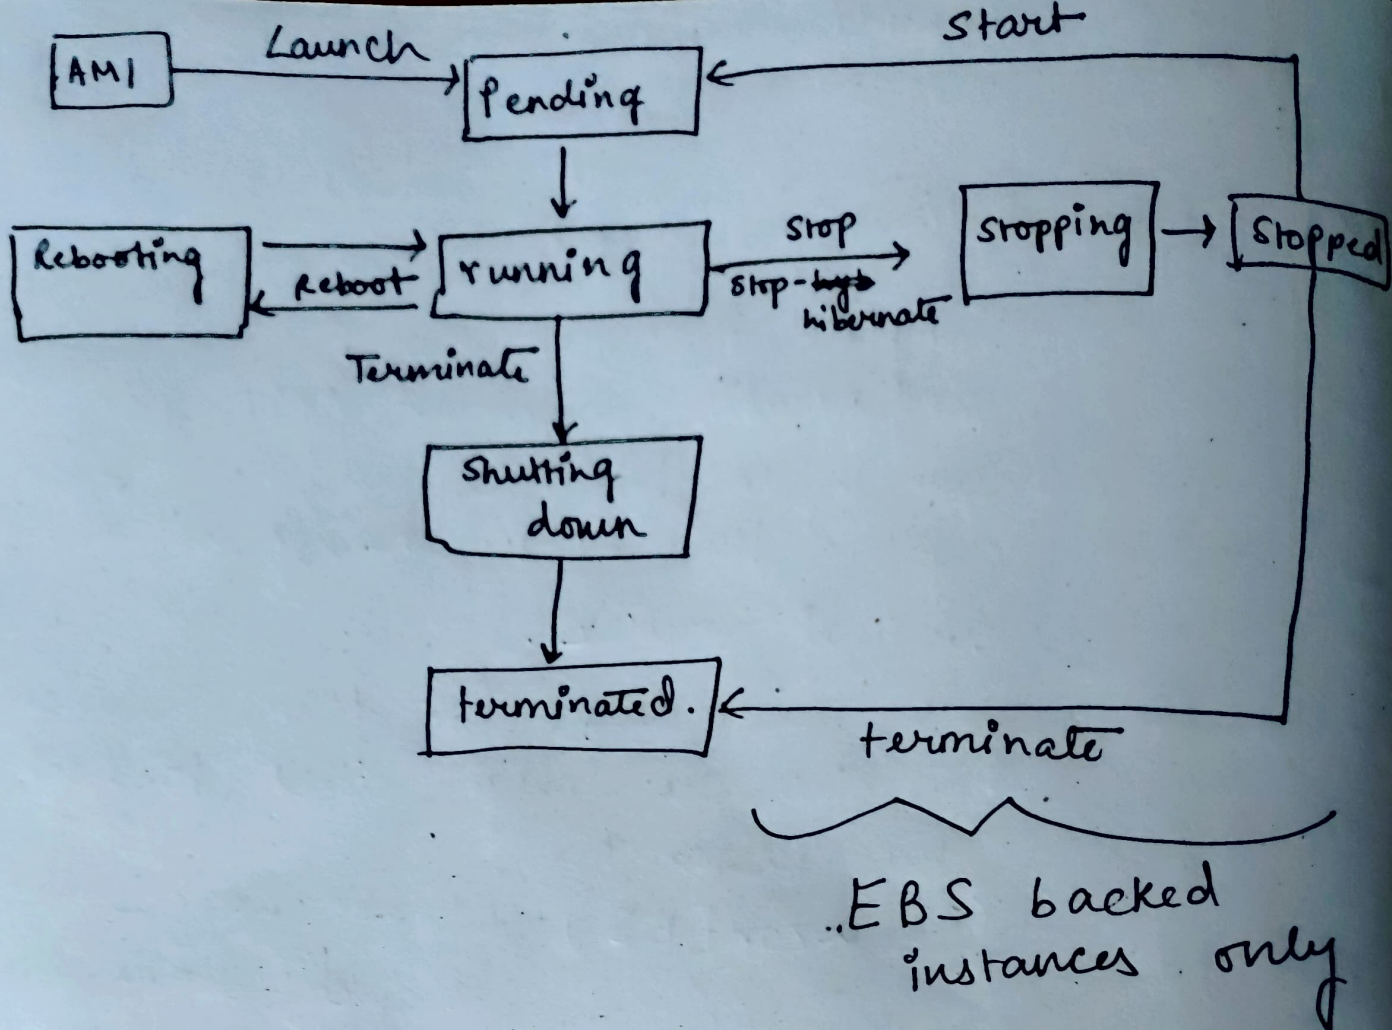 Start
Launch
AMI
Pending
Rebooting
Reboot
running
Stop
Stop-
hibernate
Stopping
Stopped
Terminate
Shutting
down
terminated.
terminate
EBS backed
instances only